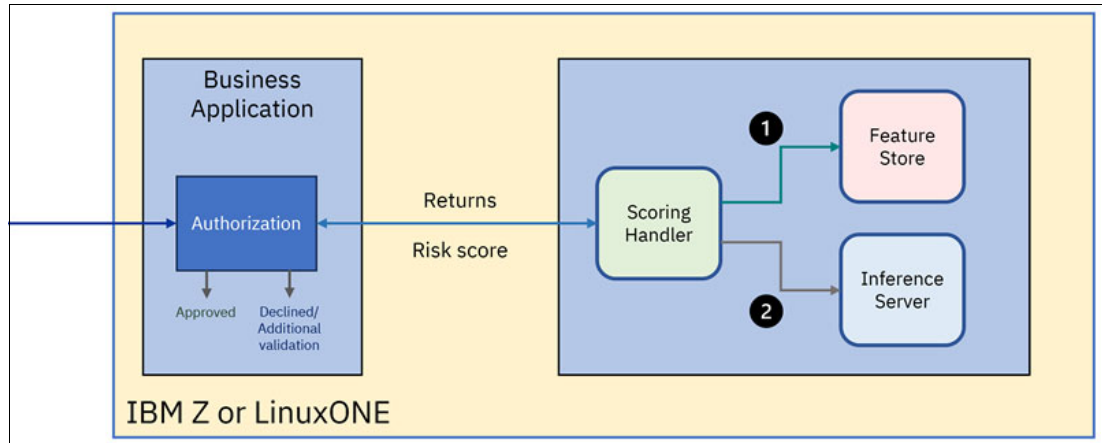 Business
Application
Authorization
Approved
Declined/
Additional
validation
Returns
Risk score
Scoring
Handler
1
Feature
Store
2
Inference
Server
IBM Z or LinuxONE